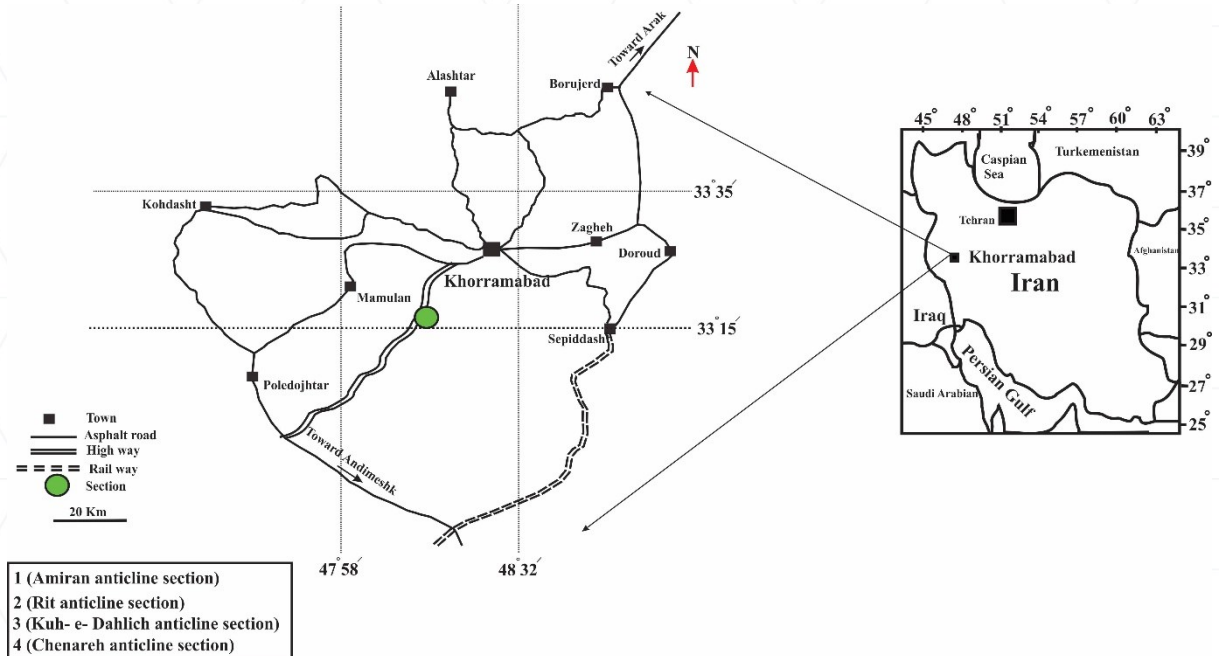 Toward Arak
N
Alashtar
Borujerd
33° 35´
Kohdasht
Zagheh
Doroud
Khorramabad
Mamulan
33° 15´
Sepiddash
Poledojhtar
Town
Asphalt road
High way
Rail way
Section
20 Km
Toward Andimeshk
47° 58´
48° 32´
1 (Amiran anticline section)
2 (Rit anticline section)
3 (Kuh- e- Dahlich anticline section)
4 (Chenareh anticline section)
45° 48° 51° 54° 57° 60° 63°
Caspian
Sea
Turkemenistan
39°
37°
Tehran
35°
Afghanistan
Khorramabad
33°
Iran
31°
Iraq
29°
Persian Gulf
27°
Saudi Arabian
25°